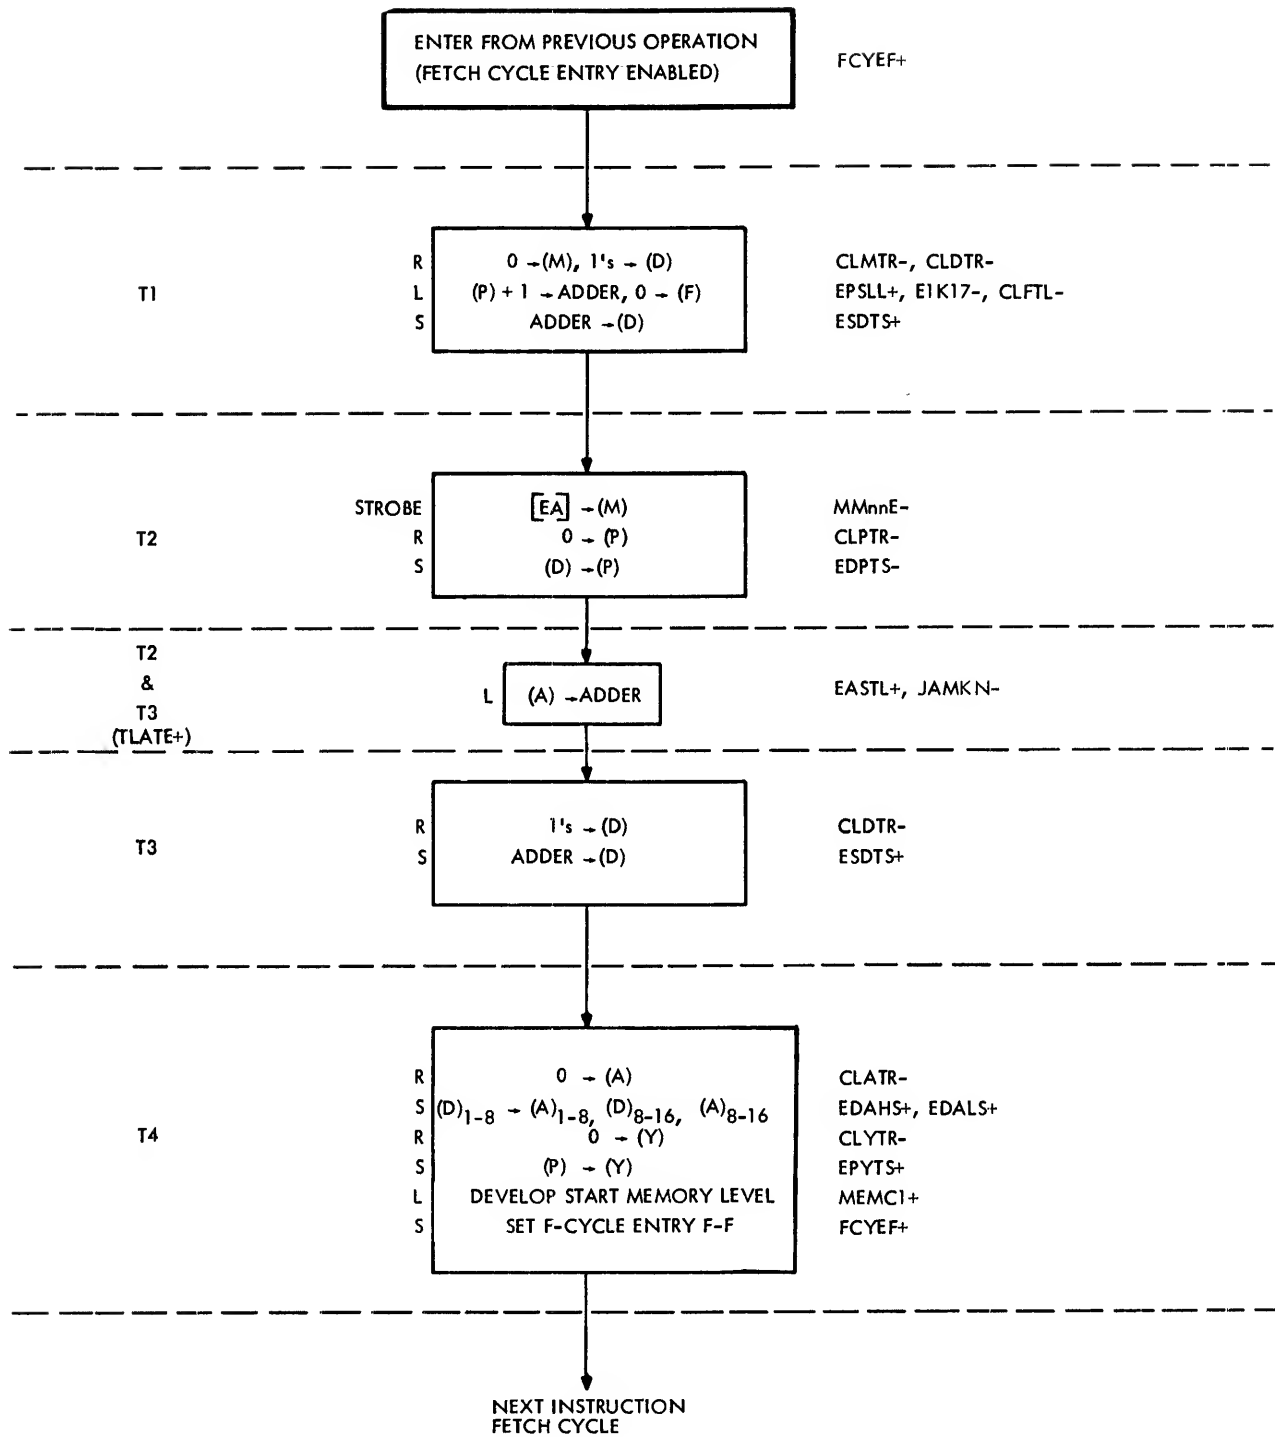 ENTER FROM PREVIOUS OPERATION
(FETCH CYCLE ENTRY ENABLED)
FCYEF+
T1
R 0 → (M), 1's → (D) CLMTR-, CLDTR-
L (P) + 1 → ADDER, 0 → (F) EPSLL+, E1K17-, CLFTL-
S ADDER → (D) ESDTS+
T2
STROBE [EA] → (M) MMnnE-
R 0 → (P) CLPTR-
S (D) → (P) EDPTS-
T2
&
T3
(TLATE+)
L (A) → ADDER EASTL+, JAMKN-
T3
R 1's → (D) CLDTR-
S ADDER → (D) ESDTS+
T4
R 0 → (A) CLATR-
S (D)1-8 → (A)1-8, (D)8-16, (A)8-16 EDAHS+, EDALS+
R 0 → (Y) CLYTR-
S (P) → (Y) EPYTS+
L DEVELOP START MEMORY LEVEL MEMC1+
S SET F-CYCLE ENTRY F-F FCYEF+
NEXT INSTRUCTION
FETCH CYCLE